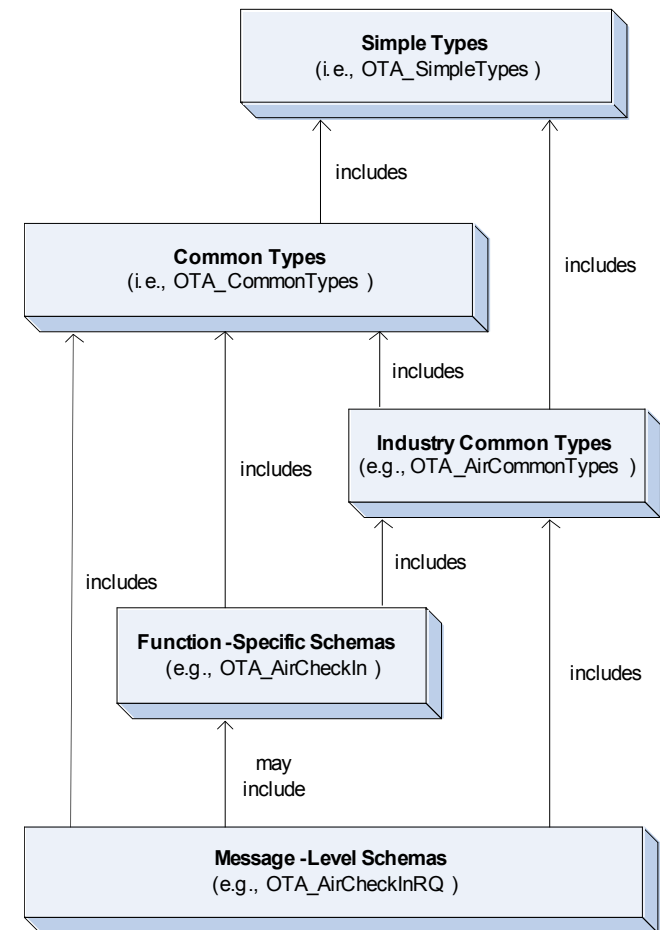 Simple Types
(i.e., OTA_SimpleTypes )
includes
includes
Common Types
(i.e., OTA_CommonTypes )
includes
Industry Common Types
(e.g., OTA_AirCommonTypes )
includes
includes
includes
Function -Specific Schemas
(e.g., OTA_AirCheckIn )
includes
may
include
Message -Level Schemas
(e.g., OTA_AirCheckInRQ )